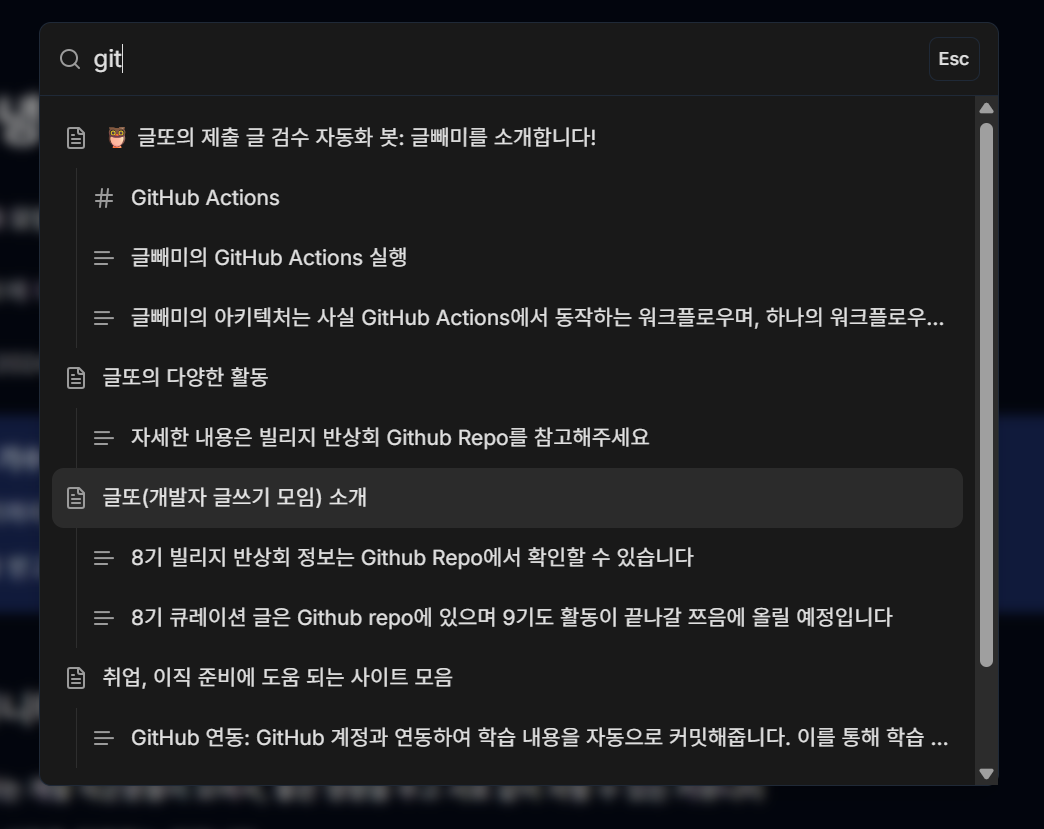 git
Esc
글또의 제출 글 검수 자동화 봇: 글빼미를 소개합니다!
# GitHub Actions
글빼미의 GitHub Actions 실행
글빼미의 아키텍처는 사실 GitHub Actions에서 동작하는 워크플로우며, 하나의 워크플로우...
글또의 다양한 활동
자세한 내용은 빌리지 반상회 Github Repo를 참고해주세요
글또(개발자 글쓰기 모임) 소개
8기 빌리지 반상회 정보는 Github Repo에서 확인할 수 있습니다
8기 큐레이션 글은 Github repo에 있으며 9기도 활동이 끝나갈 쯔음에 올릴 예정입니다
취업, 이직 준비에 도움 되는 사이트 모음
GitHub 연동: GitHub 계정과 연동하여 학습 내용을 자동으로 커밋해줍니다. 이를 통해 학습 ...